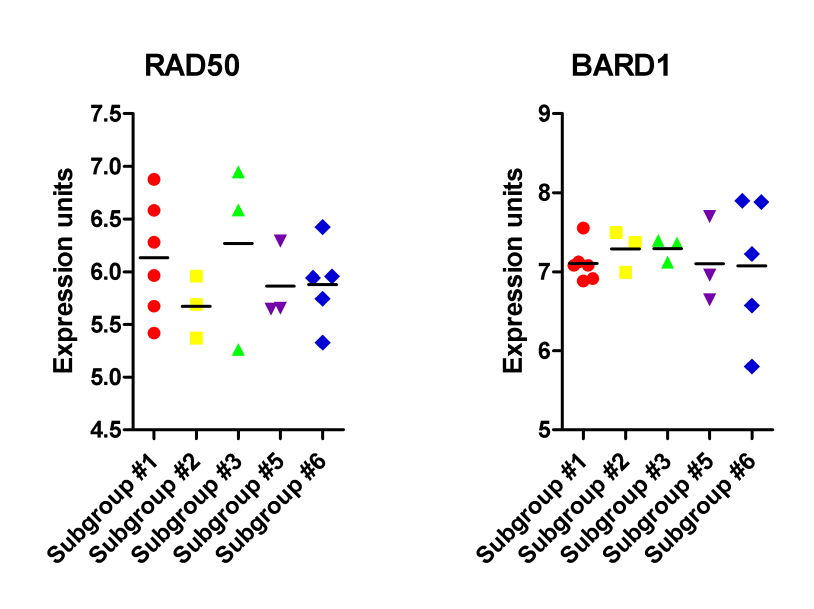 RAD50
Expression units
7.5
7.0
6.5
6.0
5.5
5.0
4.5
Subgroup #1
Subgroup #2
Subgroup #3
Subgroup #5
Subgroup #6
BARD1
Expression units
9
8
7
6
5
Subgroup #1
Subgroup #2
Subgroup #3
Subgroup #5
Subgroup #6